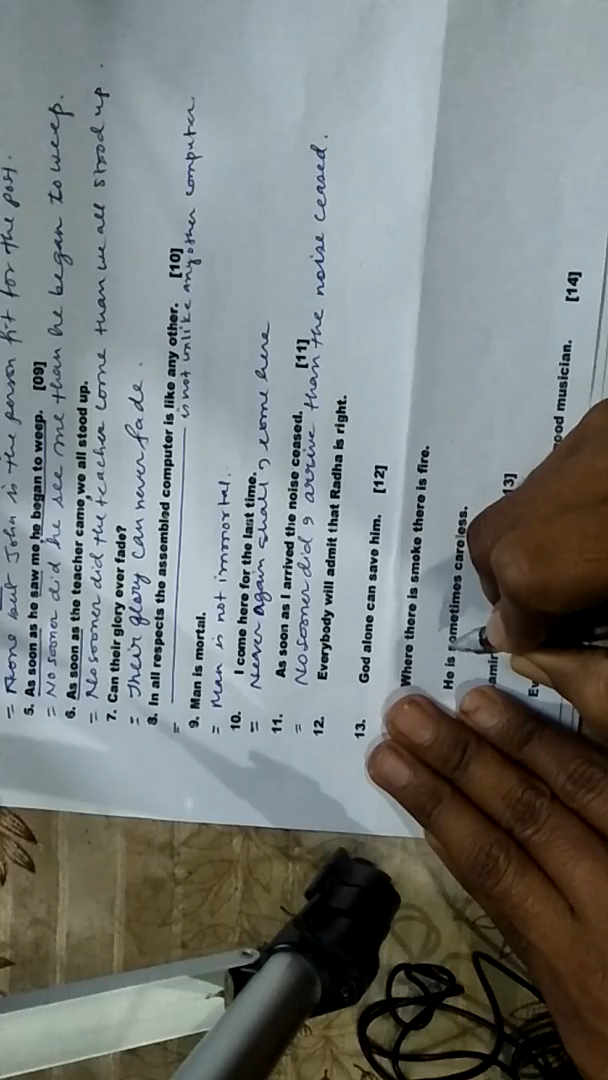 = None but John is the person fit for the post.
5. As soon as he saw me he began to weep. [09]
= No sooner did he see me than he began to weep.
6. As soon as the teacher came, we all stood up.
= No sooner did the teacher come than we all stood up.
7. Can their glory ever fade?
= Their glory can never fade.
8. In all respects the assembled computer is like any other. [10]
= is not unlike any other computer
9. Man is mortal.
= Man is not immortal.
10. I come here for the last time.
= Never again shall I come here
11. As soon as I arrived the noise ceased. [11]
= No sooner did I arrive than the noise ceased.
12. Everybody will admit that Radha is right.
13. God alone can save him. [12]
Where there is smoke there is fire.
He is sometimes careless.
13]
good musician. [14]